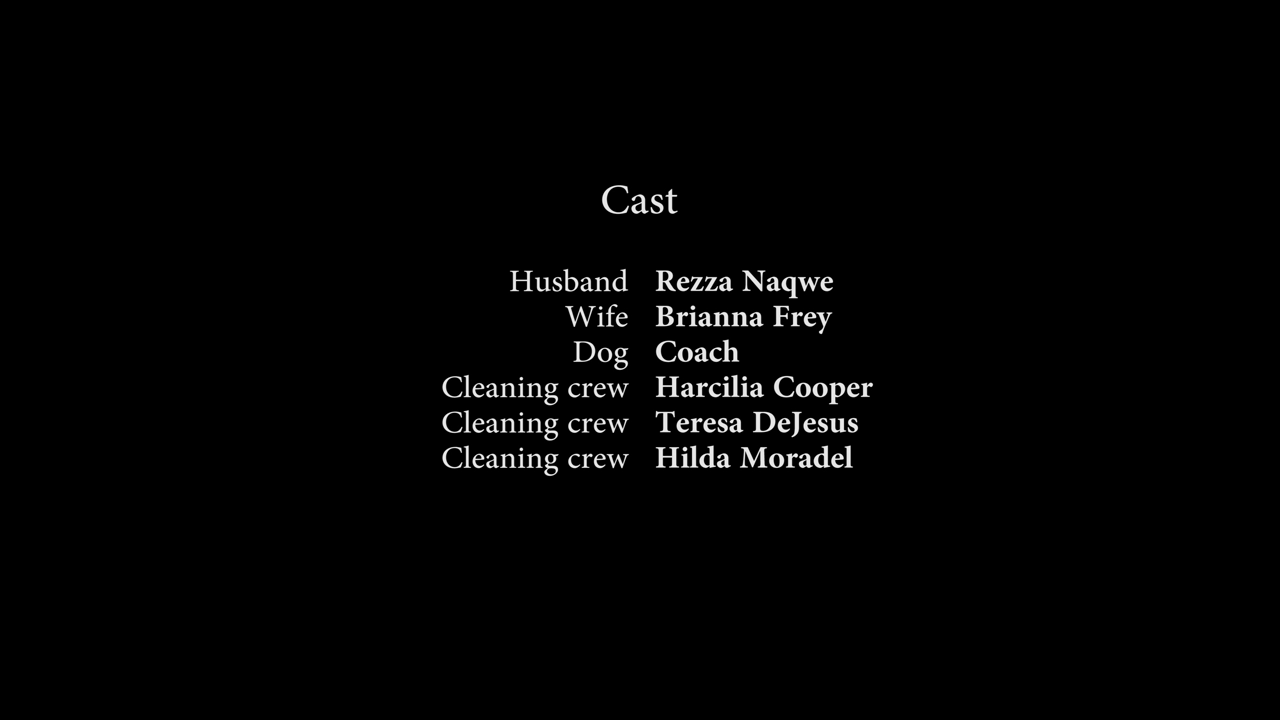 Cast
Husband Rezza Naqwe
Wife Brianna Frey
Dog Coach
Cleaning crew Harcilia Cooper
Cleaning crew Teresa DeJesus
Cleaning crew Hilda Moradel